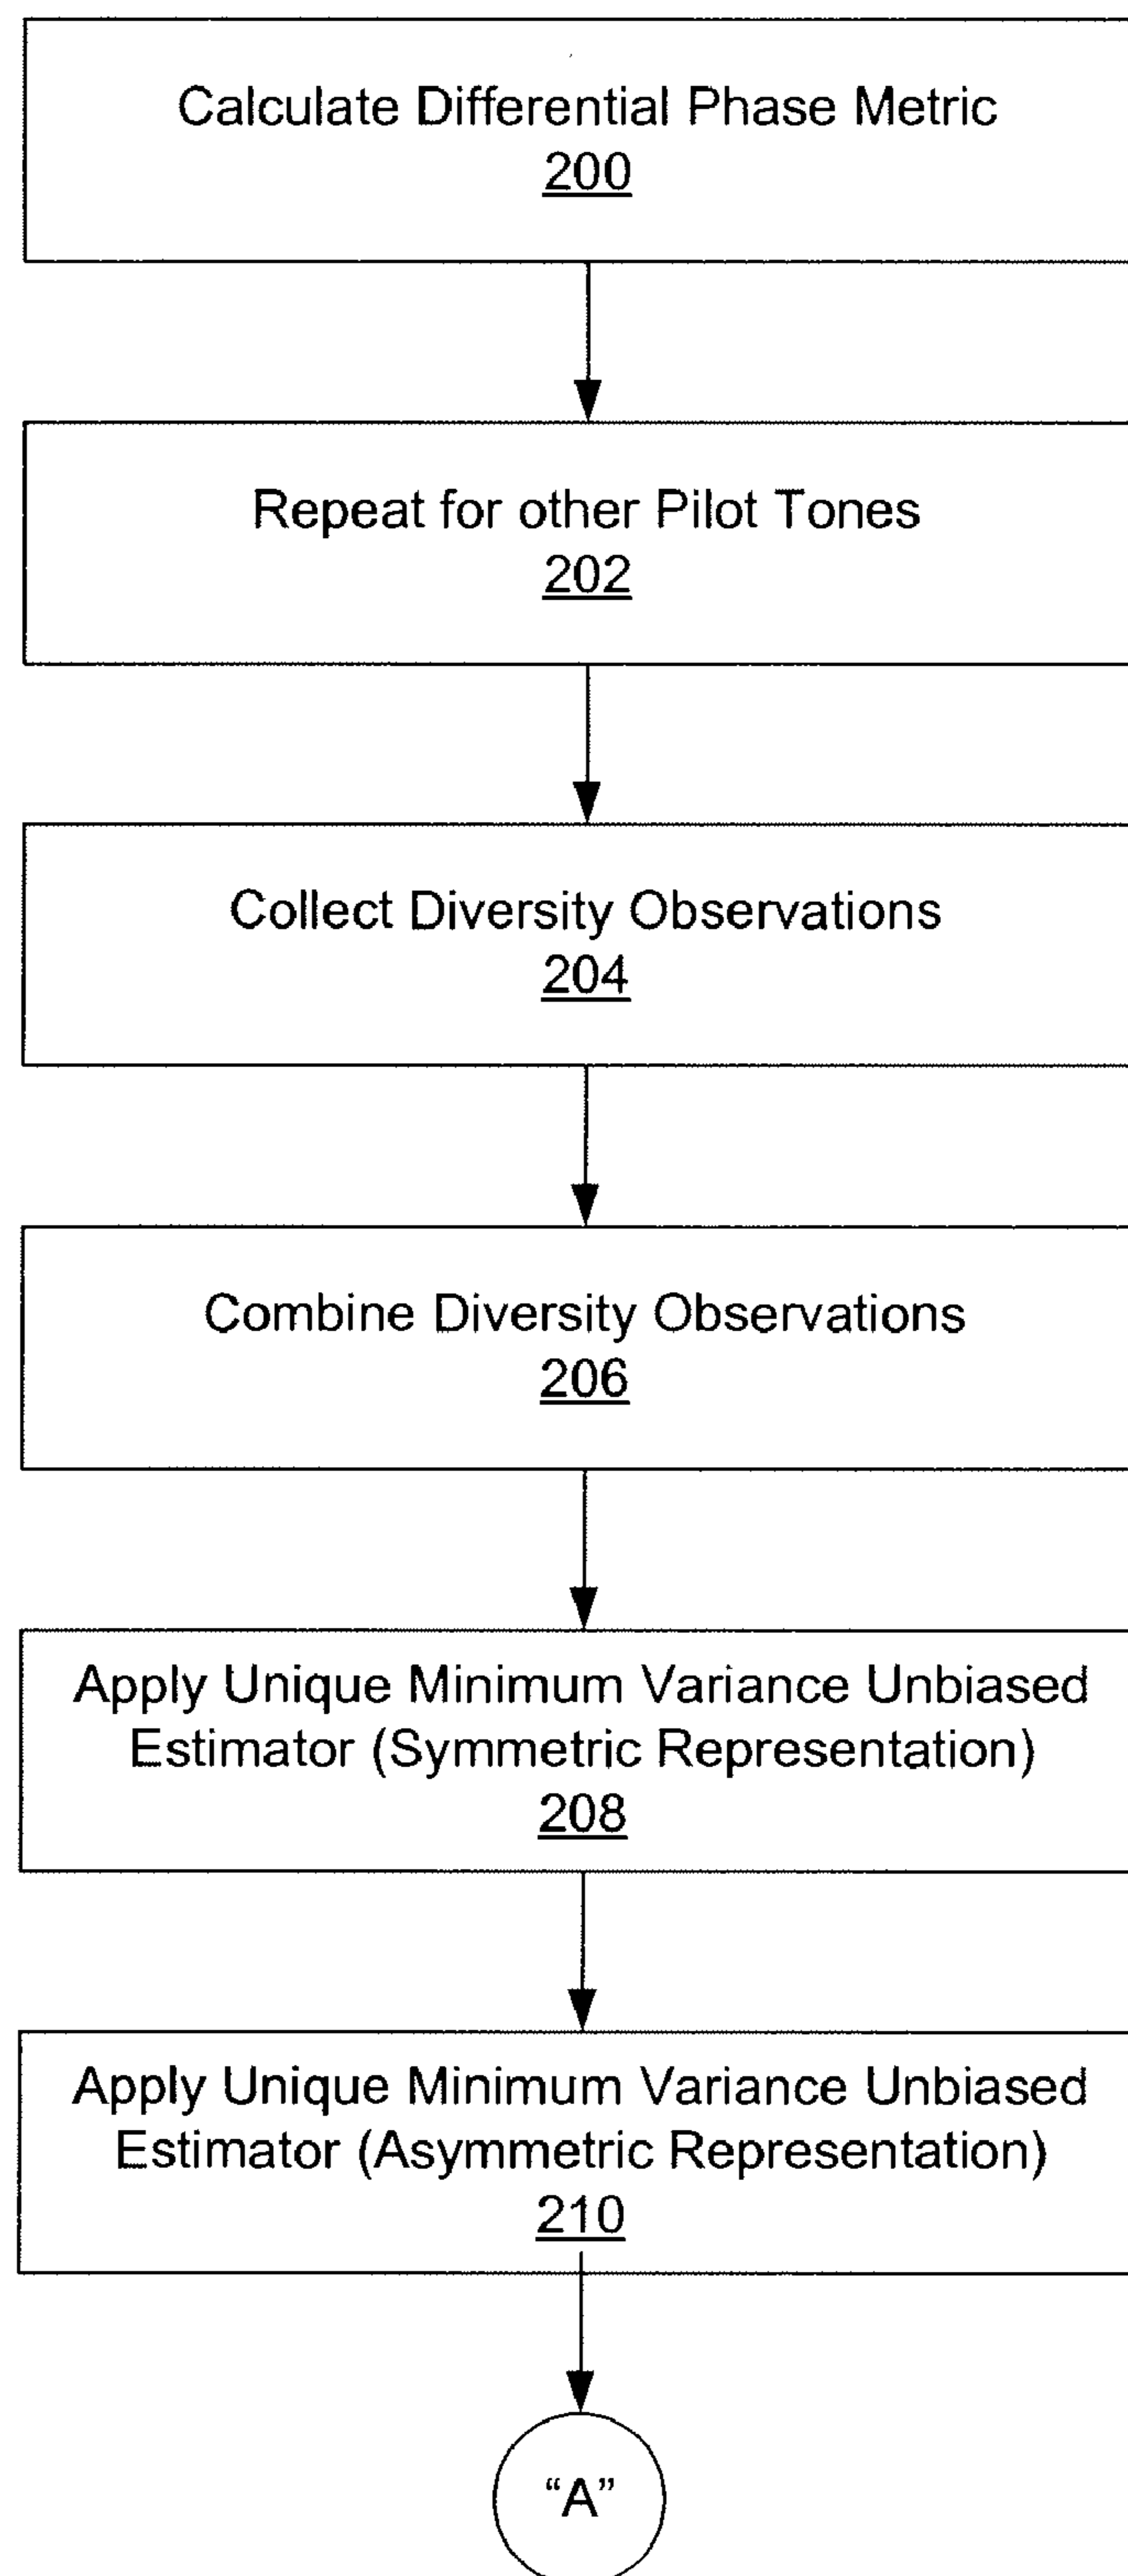 Calculate Differential Phase Metric
200
Repeat for other Pilot Tones
202
Collect Diversity Observations
204
Combine Diversity Observations
206
Apply Unique Minimum Variance Unbiased
Estimator (Symmetric Representation)
208
Apply Unique Minimum Variance Unbiased
Estimator (Asymmetric Representation)
210
“A”